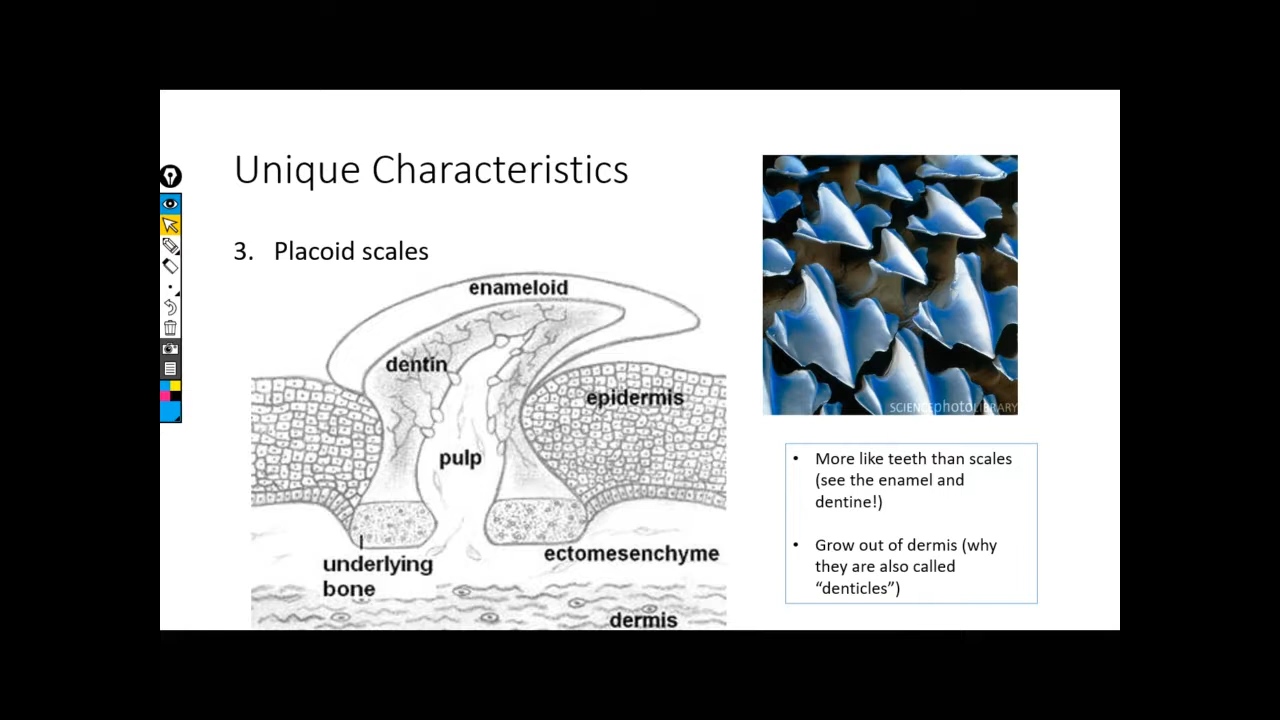 Unique Characteristics
3. Placoid scales
enameloid
dentin
epidermis
pulp
ectomesenchyme
underlying
bone
dermis
SCIENCEphotoLIBRARY
• More like teeth than scales
(see the enamel and
dentine!)
• Grow out of dermis (why
they are also called
“denticles”)